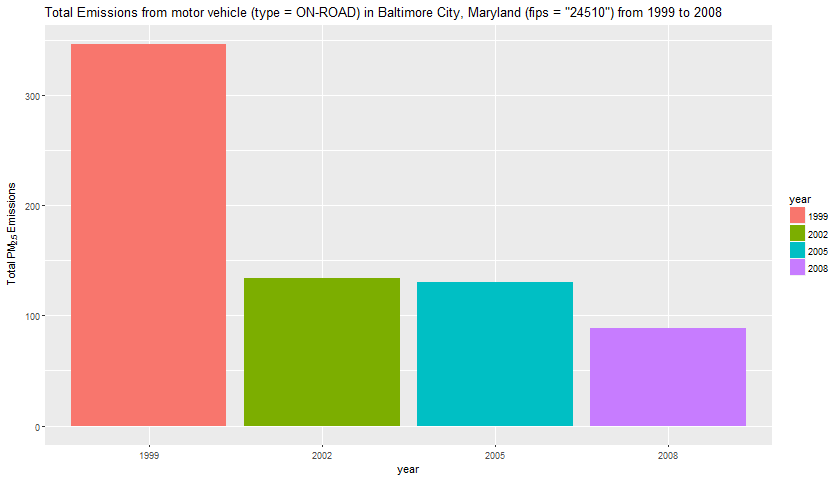 Total Emissions from motor vehicle (type = ON-ROAD) in Baltimore City, Maryland (fips = "24510") from 1999 to 2008
Total PM2.5 Emissions
300
200
100
0
1999 2002 2005 2008
year
year
1999
2002
2005
2008